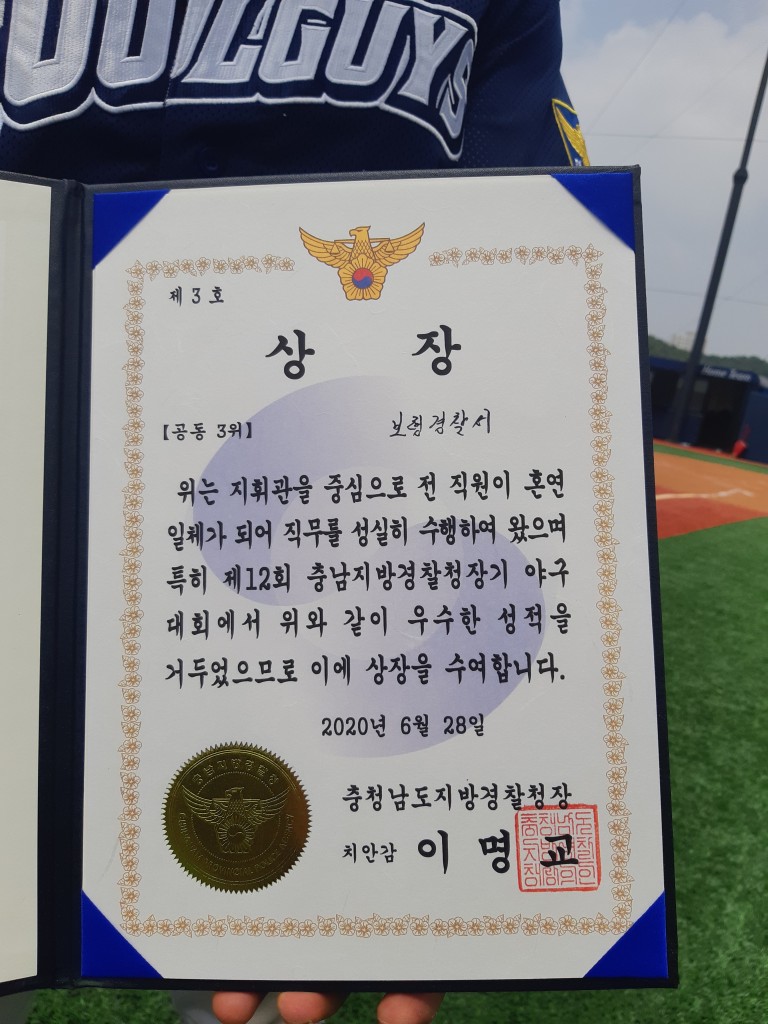 OOZGUYS
제 3 호
상 장
【공동 3위】 보령경찰서
위는 지휘관을 중심으로 전 직원이 혼연
일체가 되어 직무를 성실히 수행하여 왔으며
특히 제12회 충남지방경찰청장기 야구
대회에서 위와 같이 우수한 성적을
거두었으므로 이에 상장을 수여합니다.
2020년 6월 28일
충청남도지방경찰청장
치안감 이 명 교